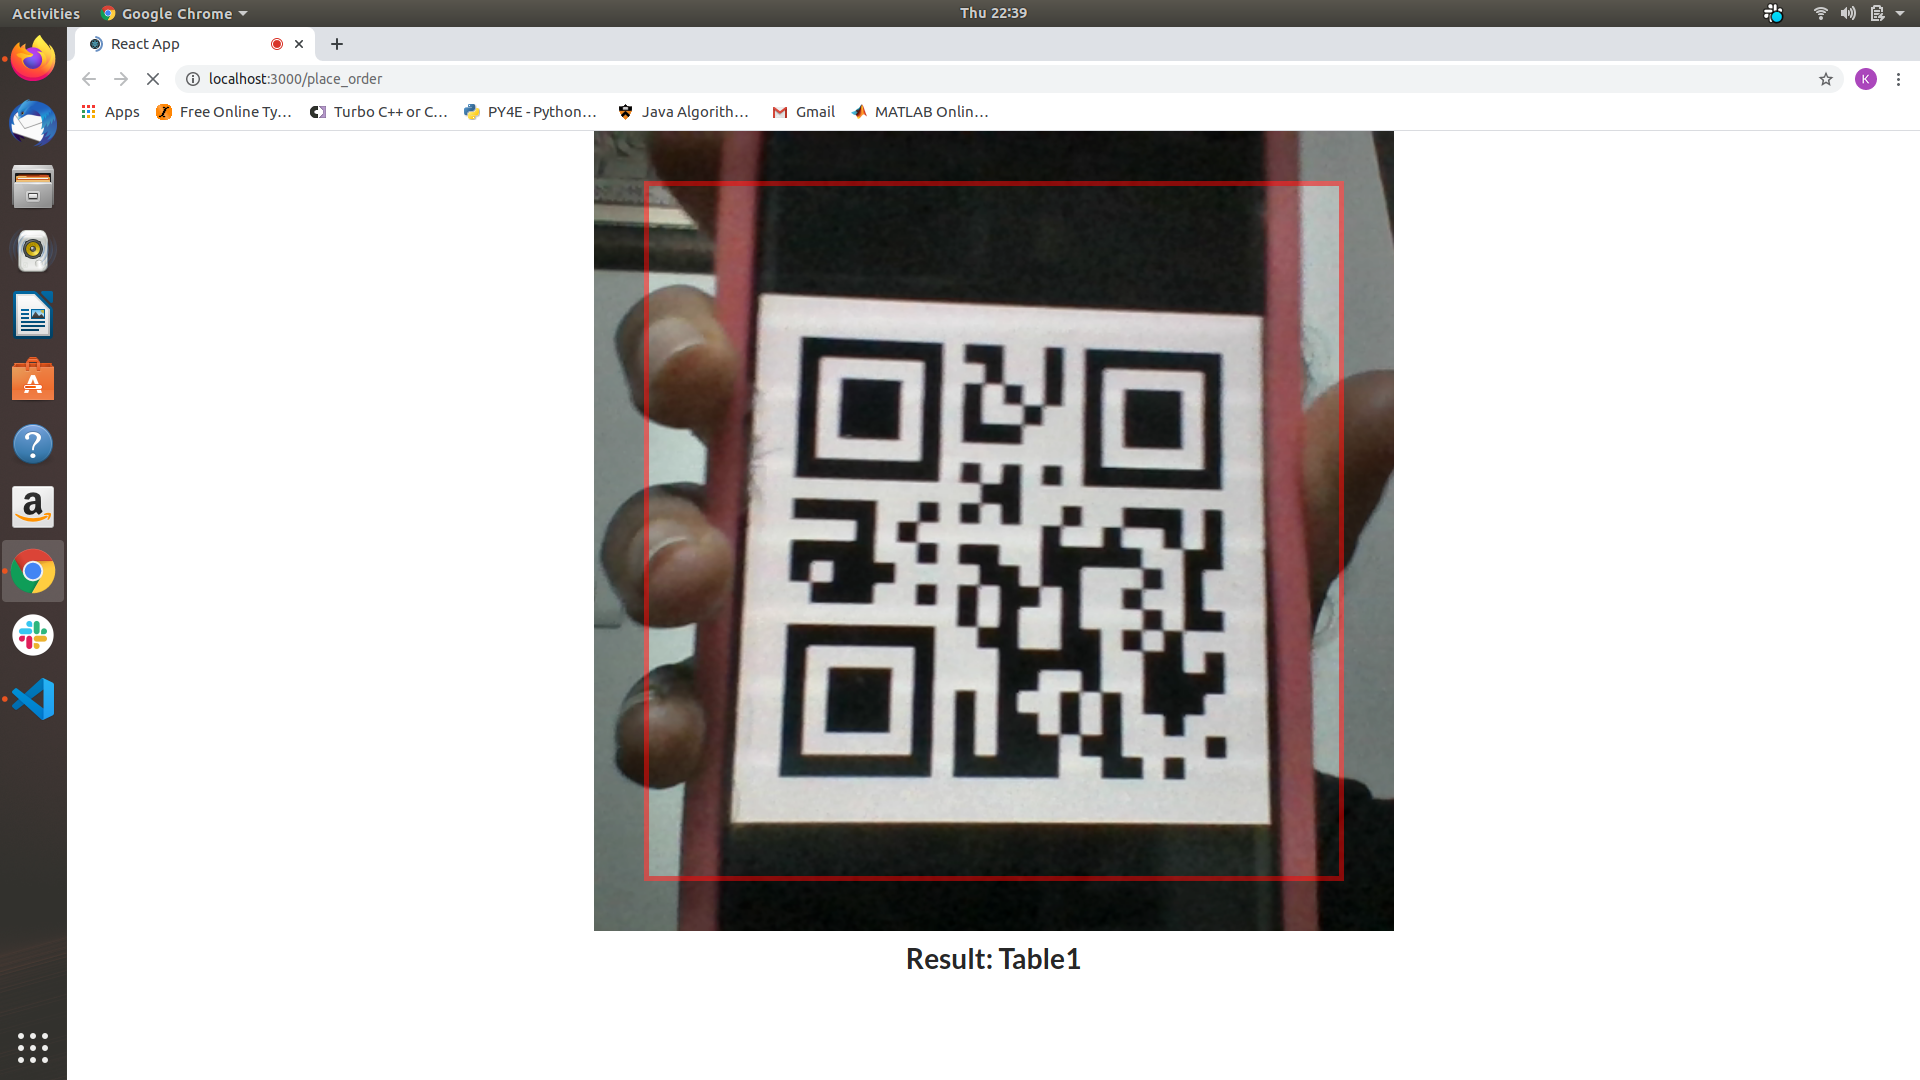 Activities Google Chrome Thu 22:39
React App
localhost:3000/place_order K
Apps Free Online Ty... Turbo C++ or C... PY4E - Python... Java Algorith... Gmail MATLAB Onlin...
Result: Table1